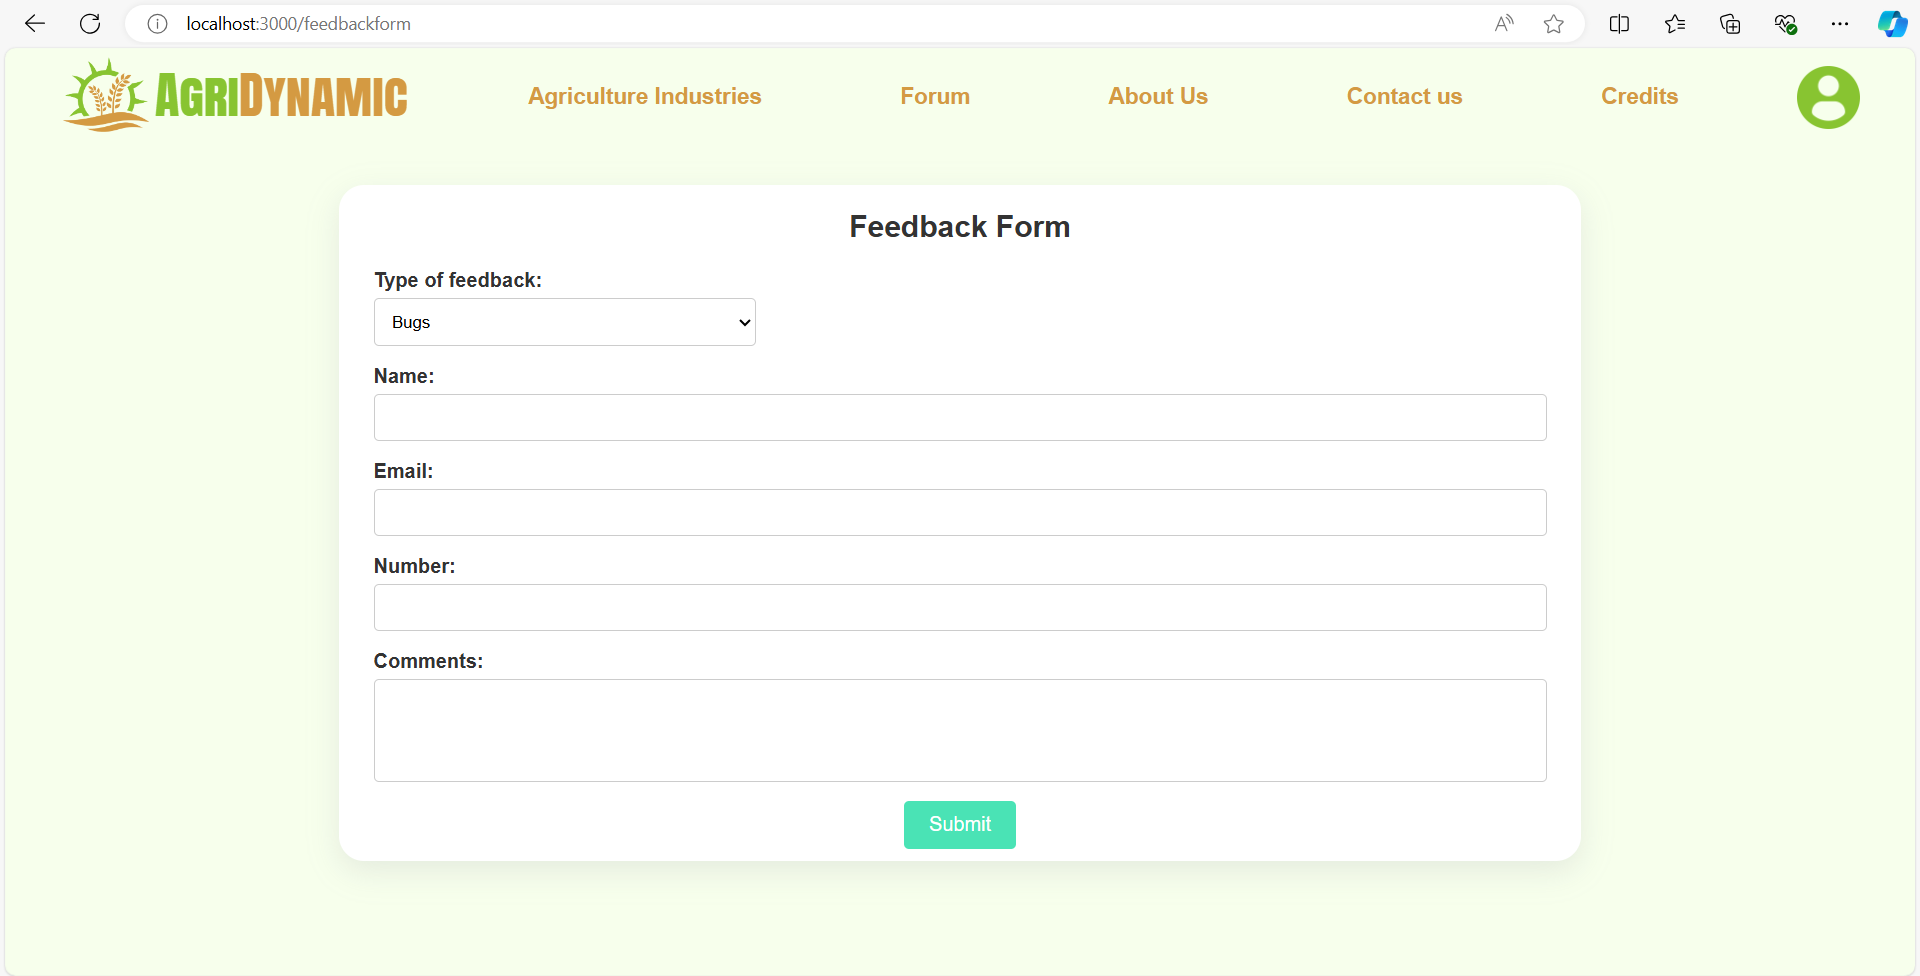 localhost:3000/feedbackform
AGRIDYNAMIC
Agriculture Industries
Forum
About Us
Contact us
Credits
Feedback Form
Type of feedback:
Bugs
Name:
Email:
Number:
Comments:
Submit